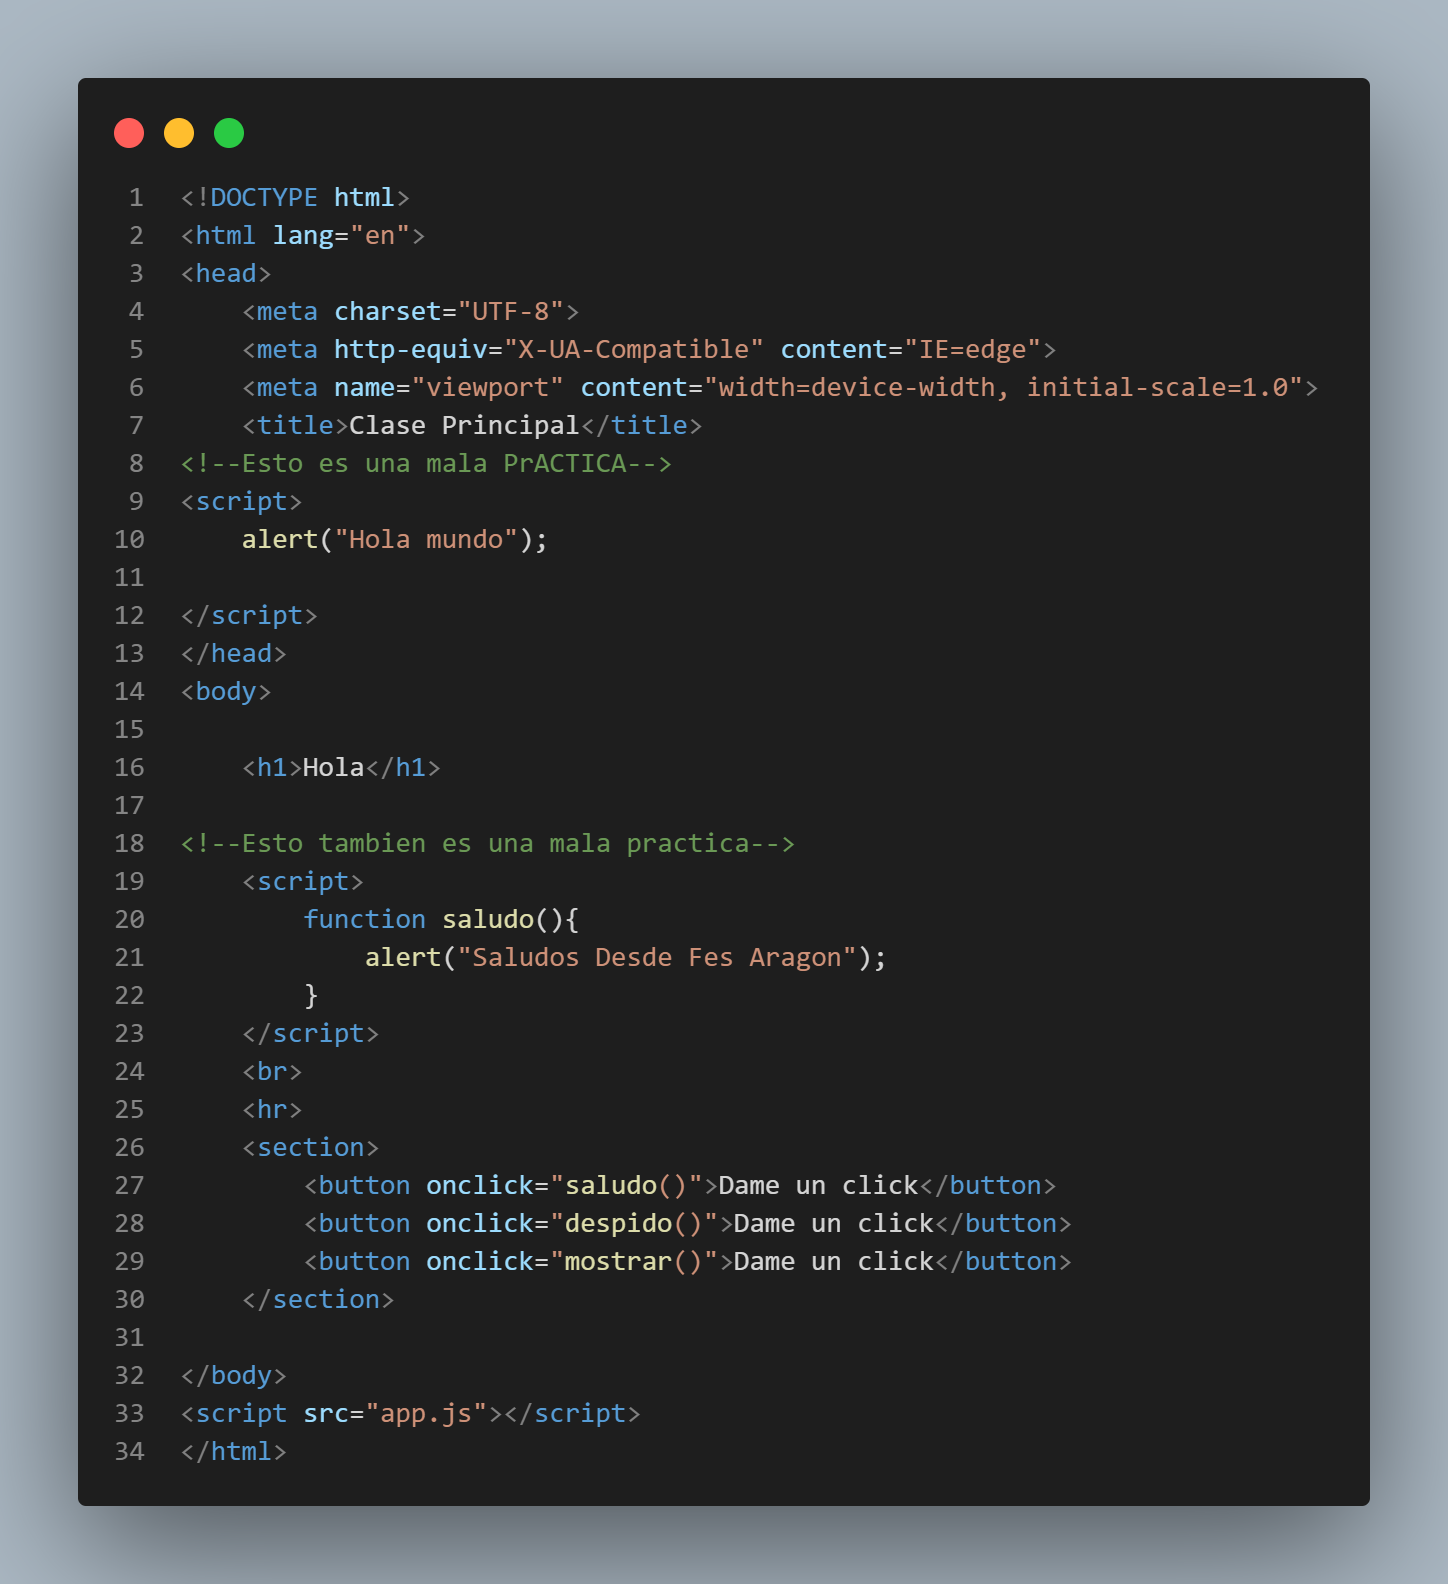 1 <!DOCTYPE html>
2 <html lang="en">
3 <head>
4     <meta charset="UTF-8">
5     <meta http-equiv="X-UA-Compatible" content="IE=edge">
6     <meta name="viewport" content="width=device-width, initial-scale=1.0">
7     <title>Clase Principal</title>
8 <!--Esto es una mala PrACTICA-->
9 <script>
10     alert("Hola mundo");
11
12 </script>
13 </head>
14 <body>
15
16     <h1>Hola</h1>
17
18 <!--Esto tambien es una mala practica-->
19     <script>
20         function saludo(){
21             alert("Saludos Desde Fes Aragon");
22         }
23     </script>
24     <br>
25     <hr>
26     <section>
27         <button onclick="saludo()">Dame un click</button>
28         <button onclick="despido()">Dame un click</button>
29         <button onclick="mostrar()">Dame un click</button>
30     </section>
31
32 </body>
33 <script src="app.js"></script>
34 </html>